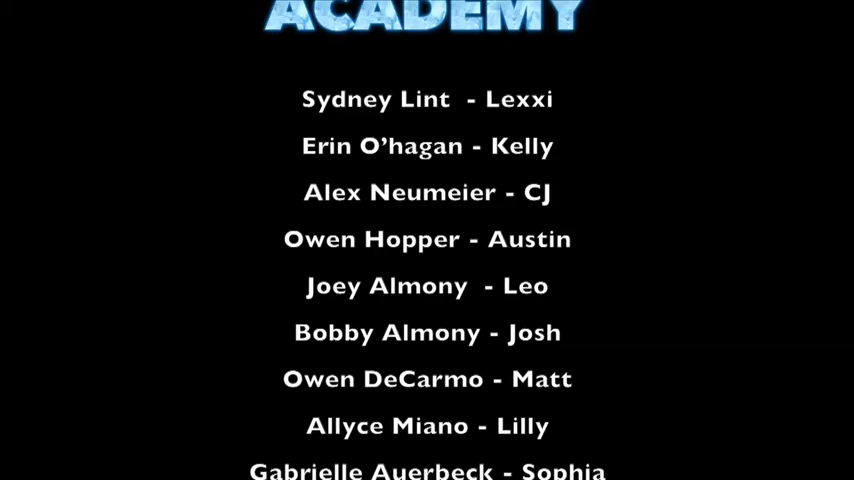 ACADEMY
Sydney Lint - Lexxi
Erin O'hagan - Kelly
Alex Neumeier - CJ
Owen Hopper - Austin
Joey Almony - Leo
Bobby Almony - Josh
Owen DeCarmo - Matt
Allyce Miano - Lilly
Gabrielle Auerbeck - Sophia